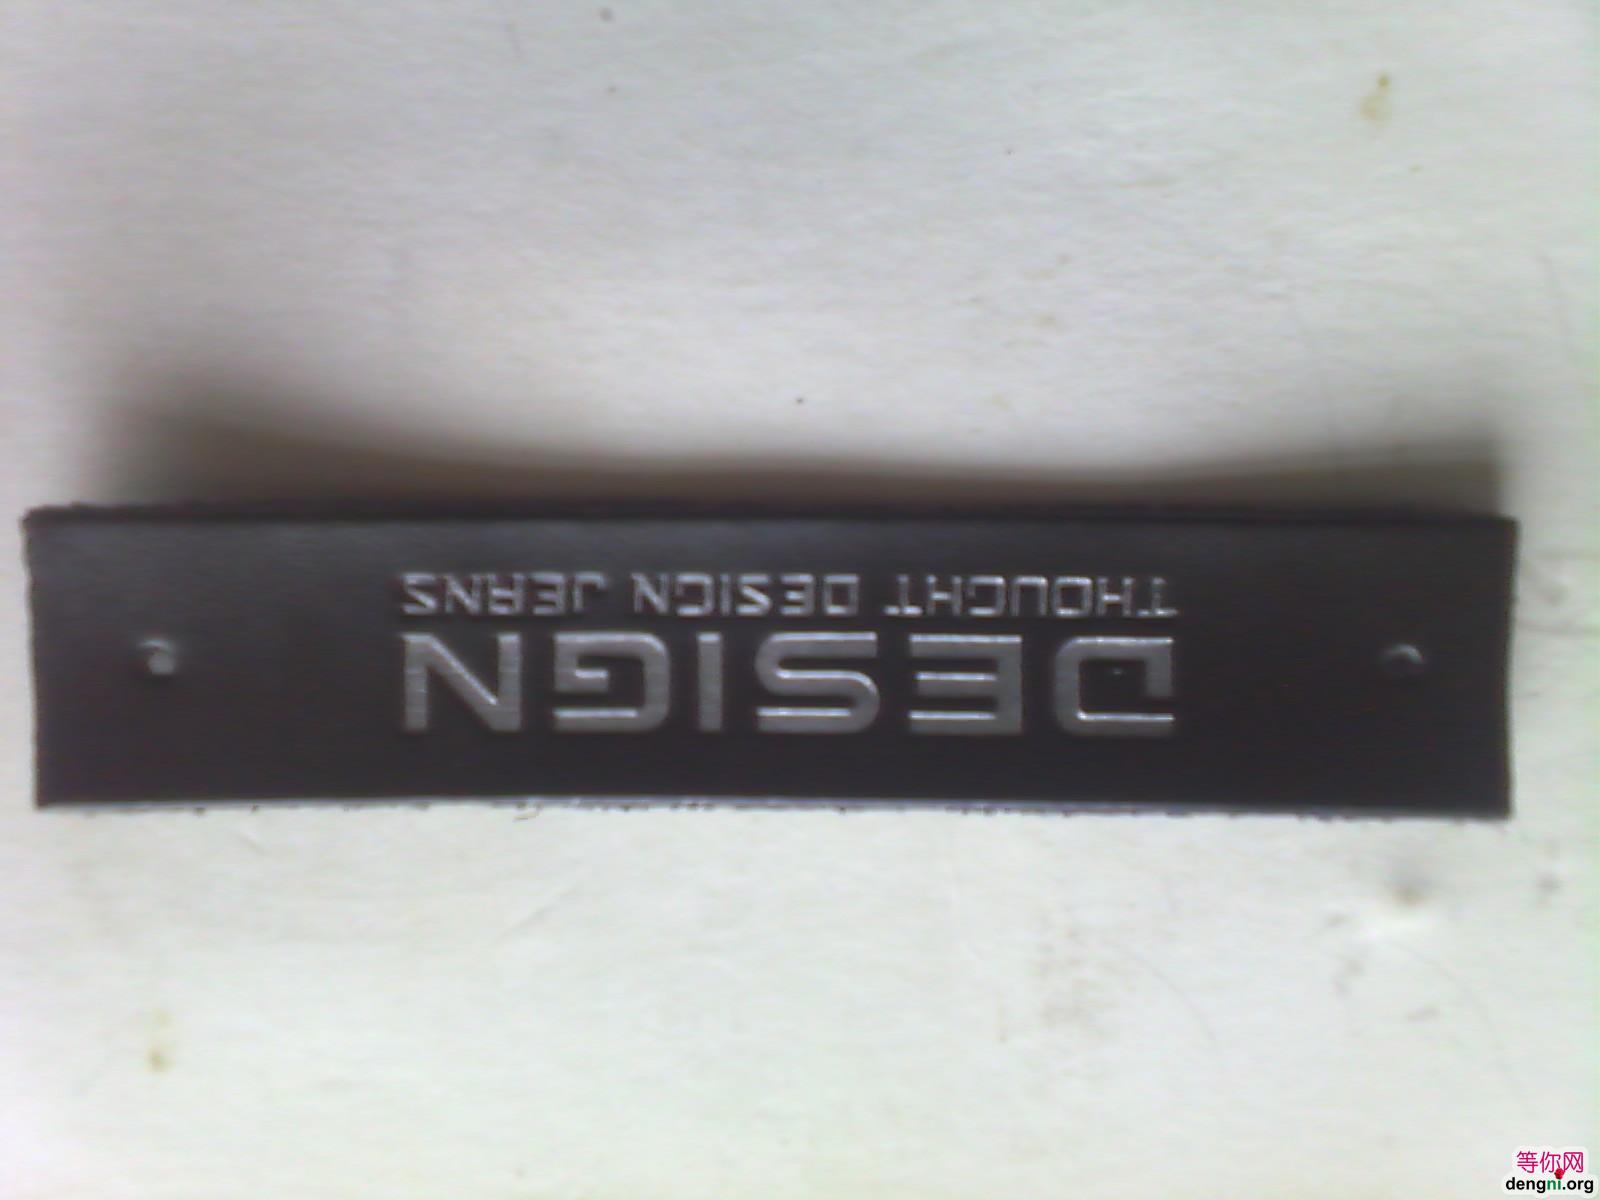 DESIGN
THOUGHT DESIGN JEANS
等你网
dengni.org